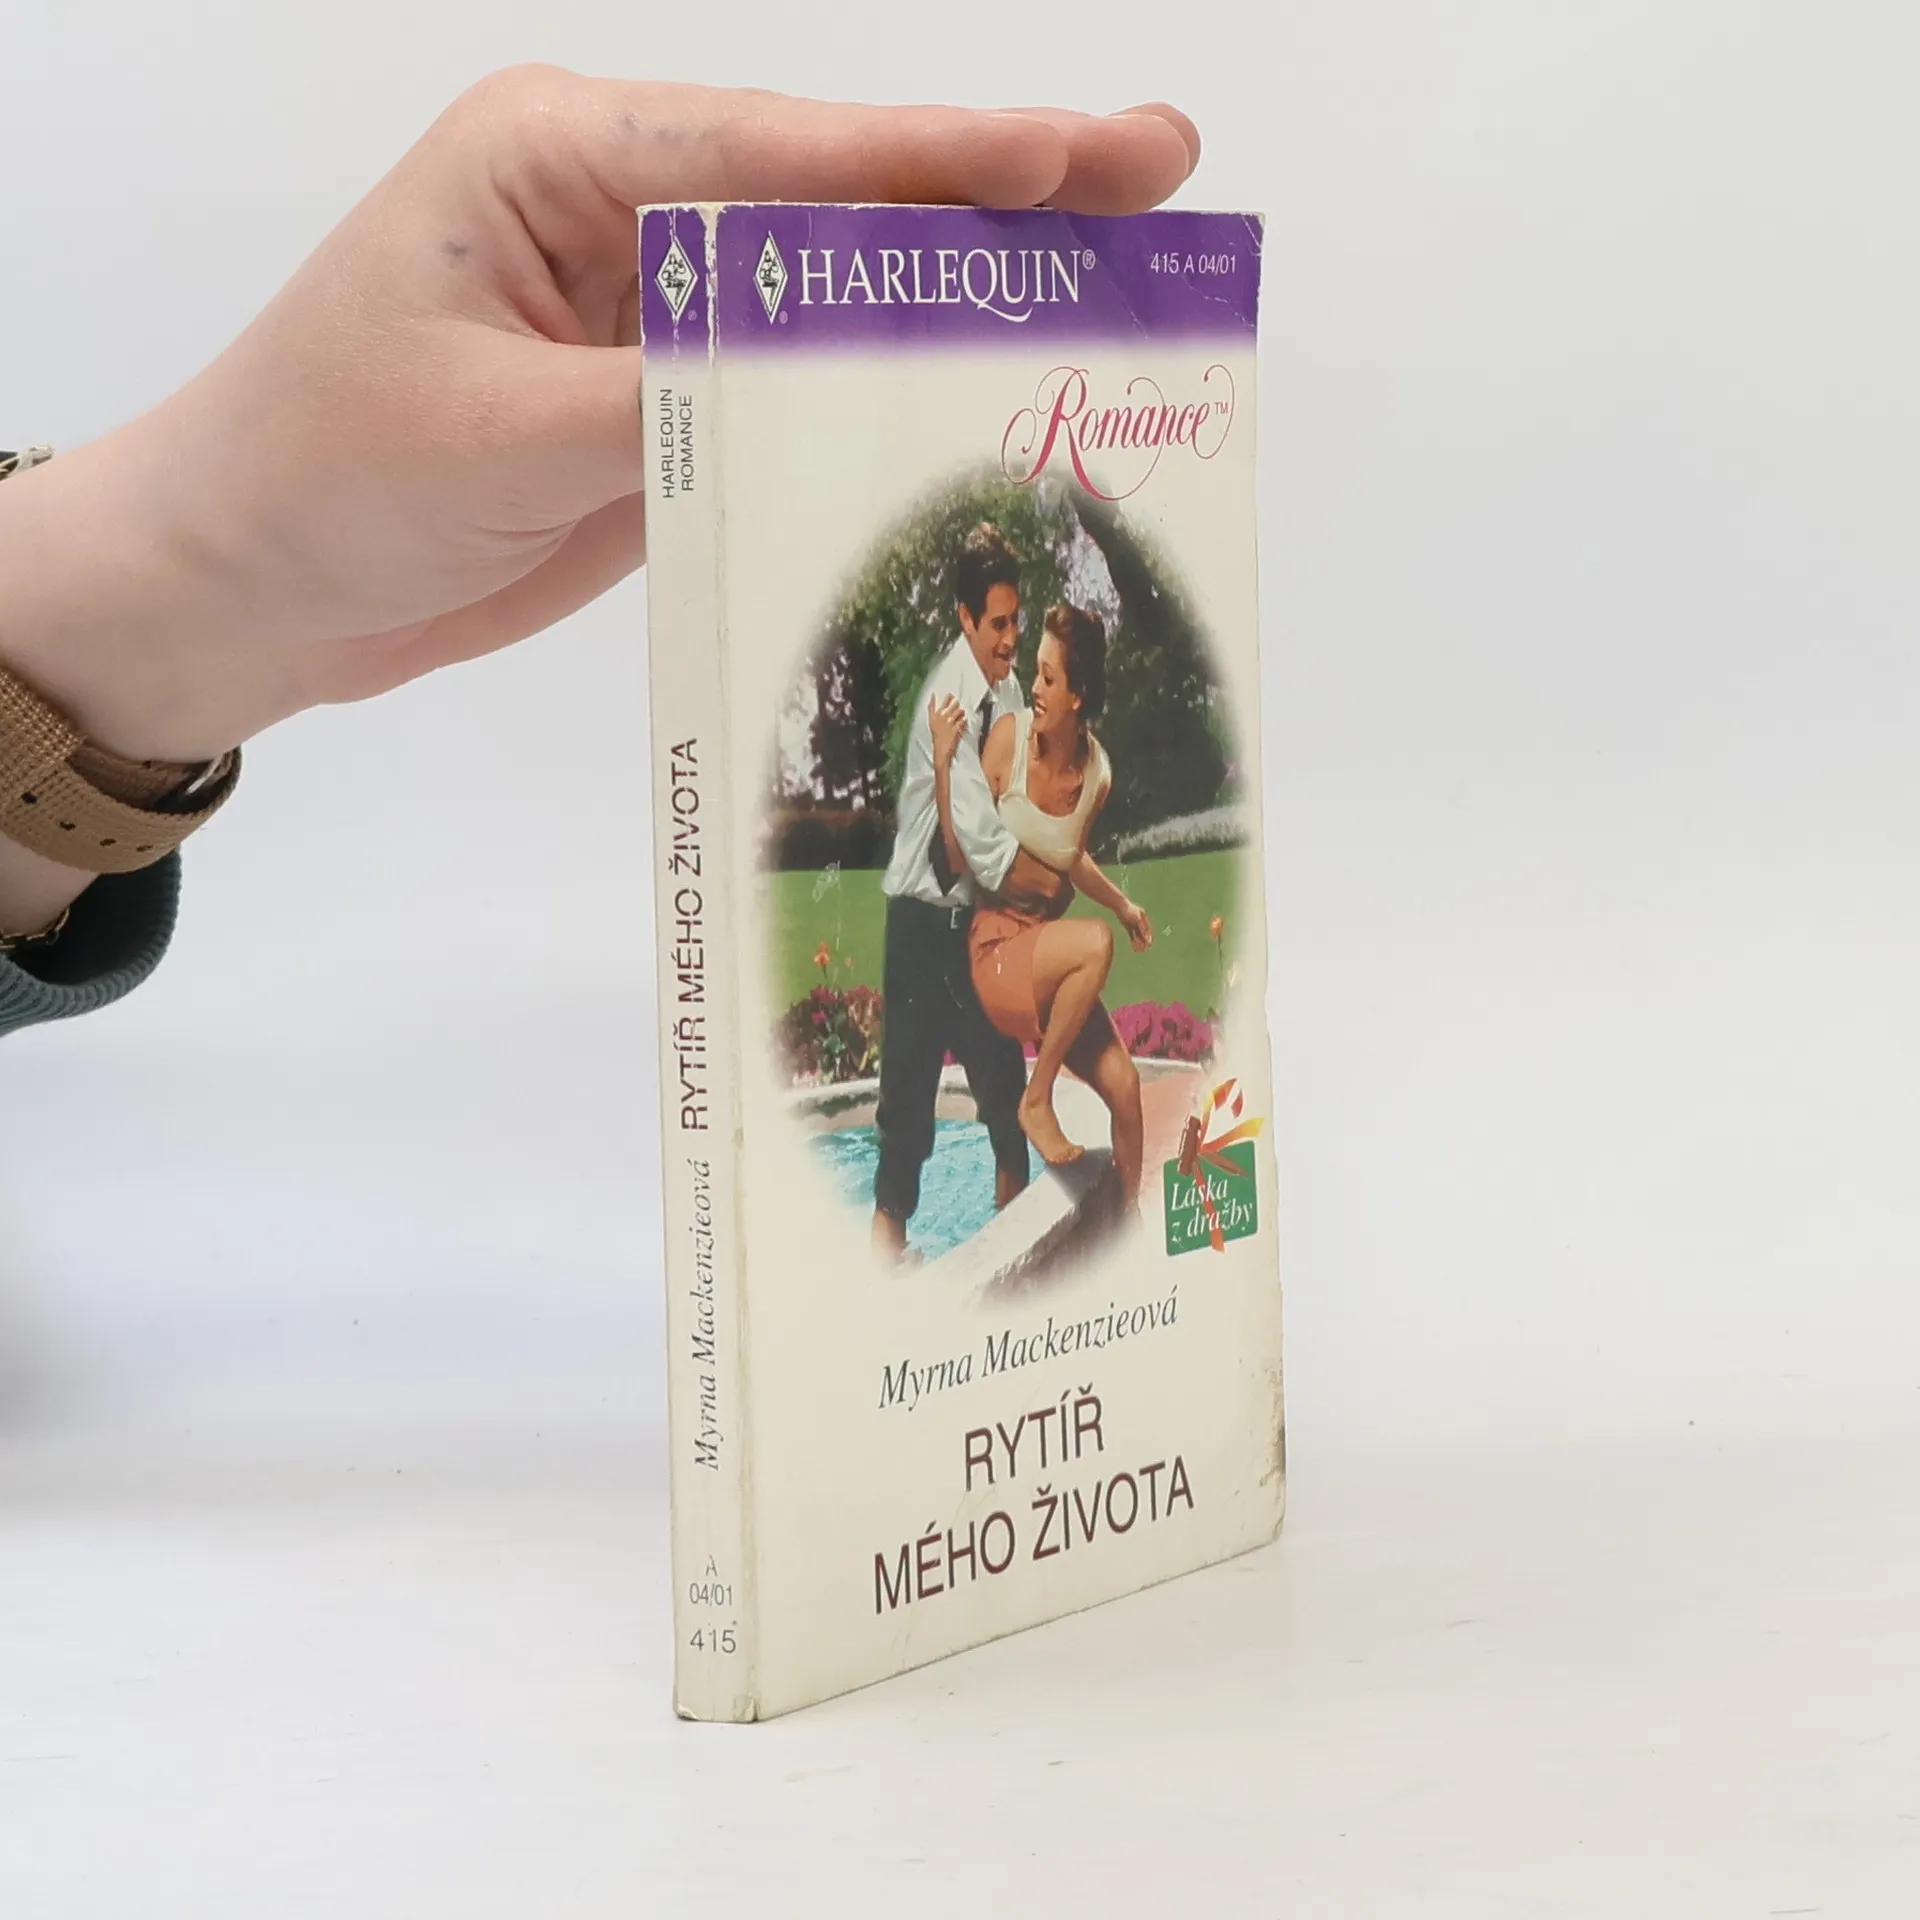 HARLEQUIN®
415 A 04/01
Romance™
Láska
z dražby
Myrna Mackenzieová
RYTÍŘ
MÉHO ŽIVOTA
HARLEQUIN
ROMANCE
RYTÍŘ MÉHO ŽIVOTA
Myrna Mackenzieová
A
04/01
415